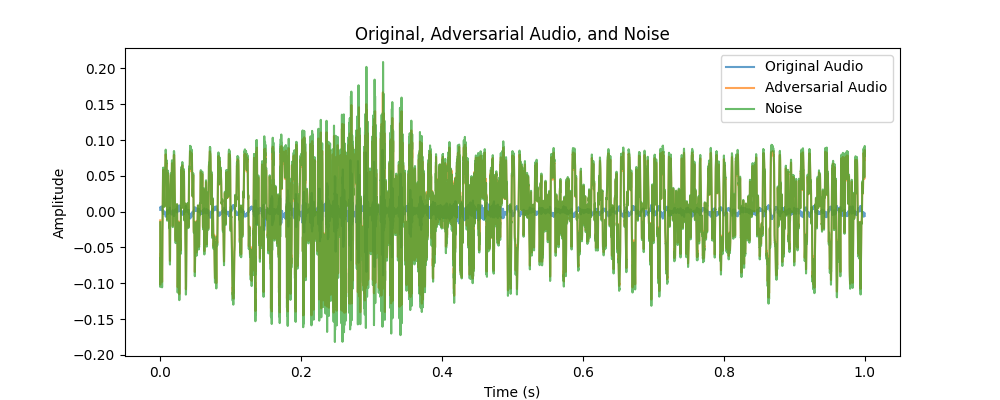 Original, Adversarial Audio, and Noise
Original Audio
Adversarial Audio
Noise
0.20
0.15
0.10
0.05
0.00
−0.05
−0.10
−0.15
−0.20
Amplitude
0.0 0.2 0.4 0.6 0.8 1.0
Time (s)